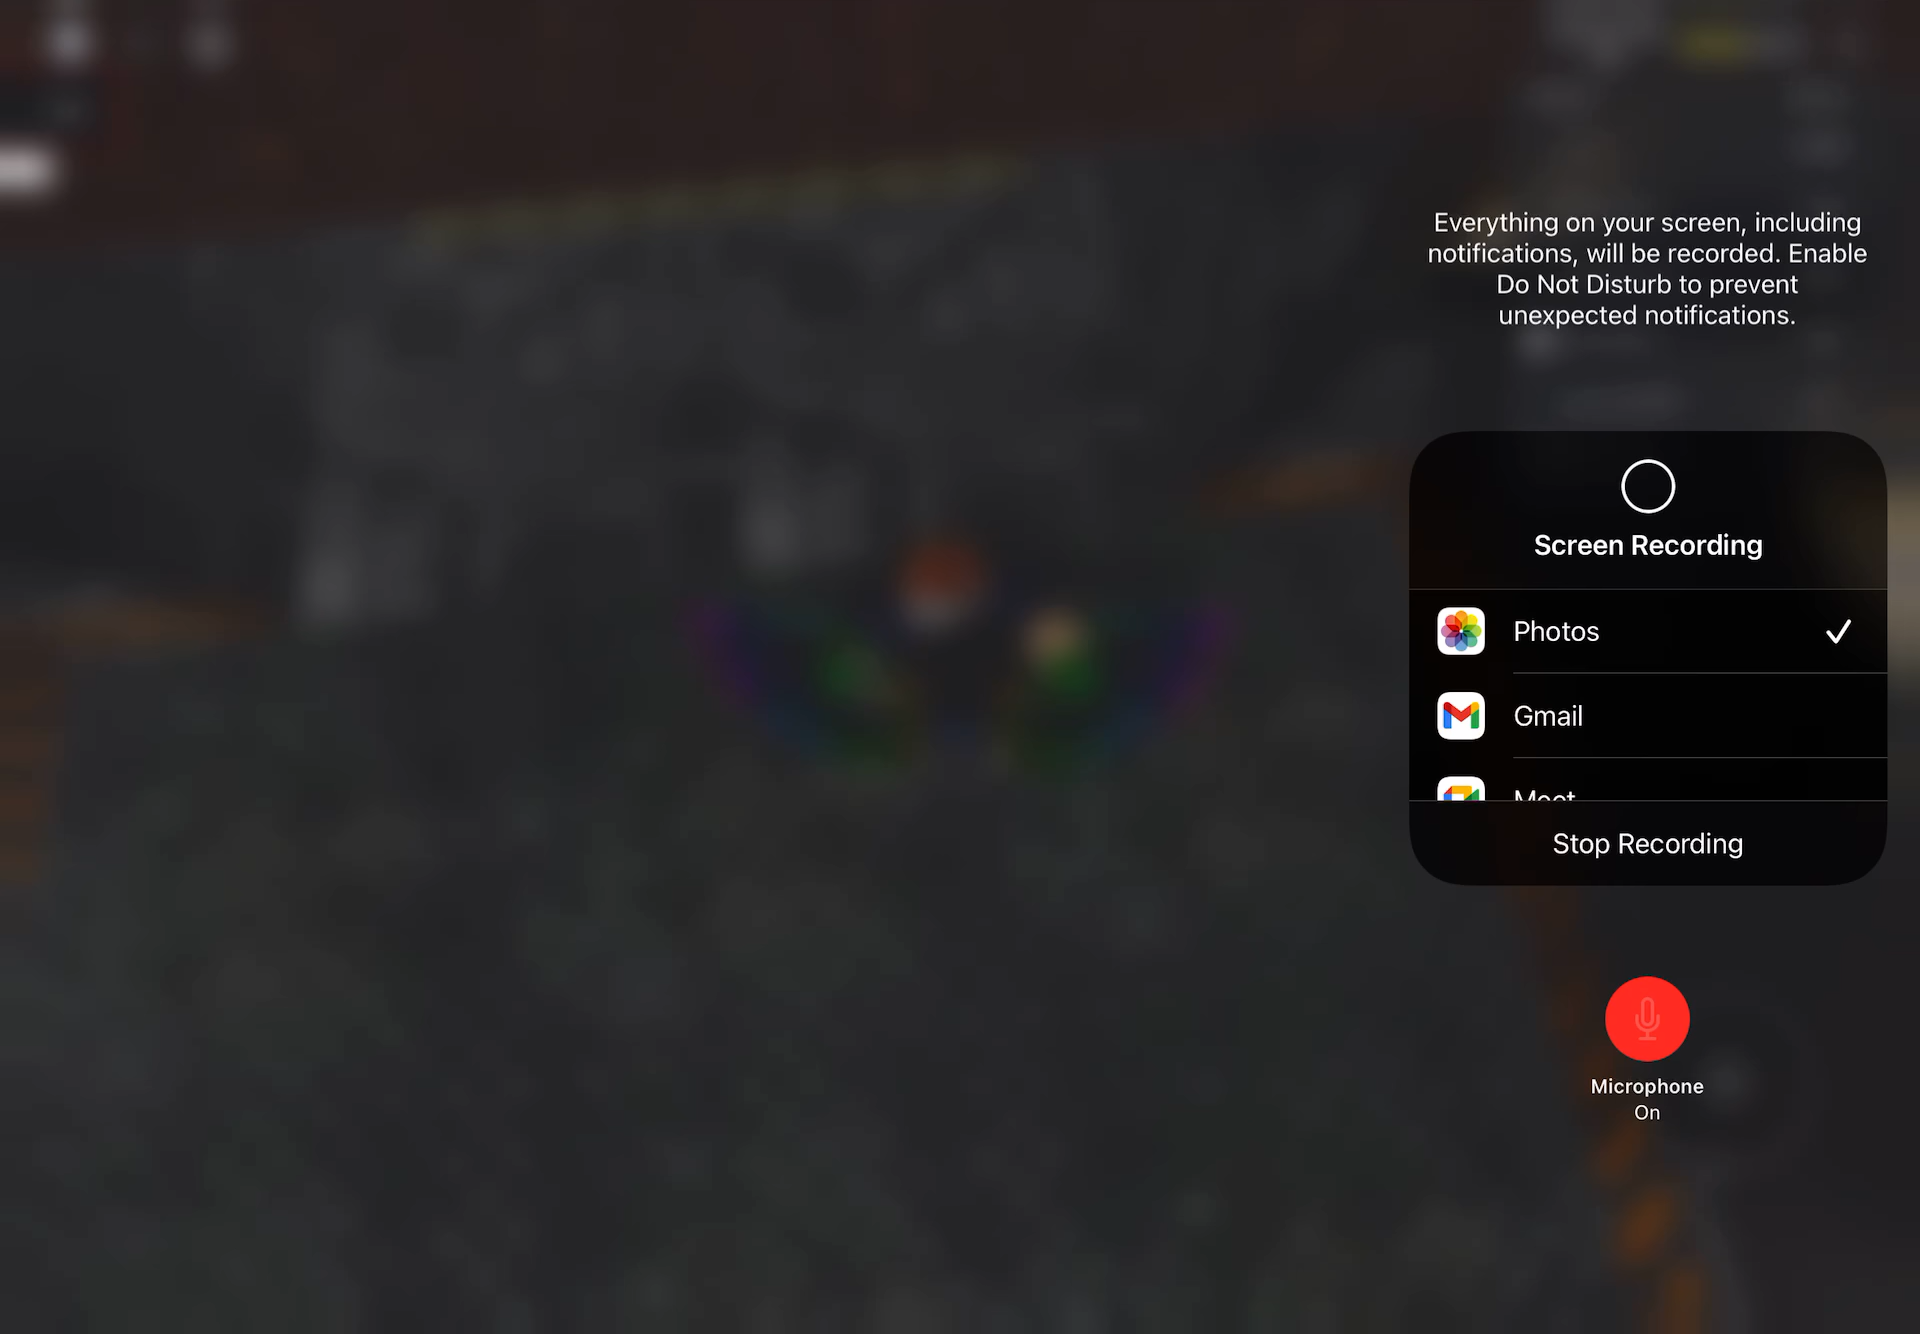 Everything on your screen, including
notifications, will be recorded. Enable
Do Not Disturb to prevent
unexpected notifications.
Screen Recording
Photos
Gmail
Meet
Stop Recording
Microphone
On